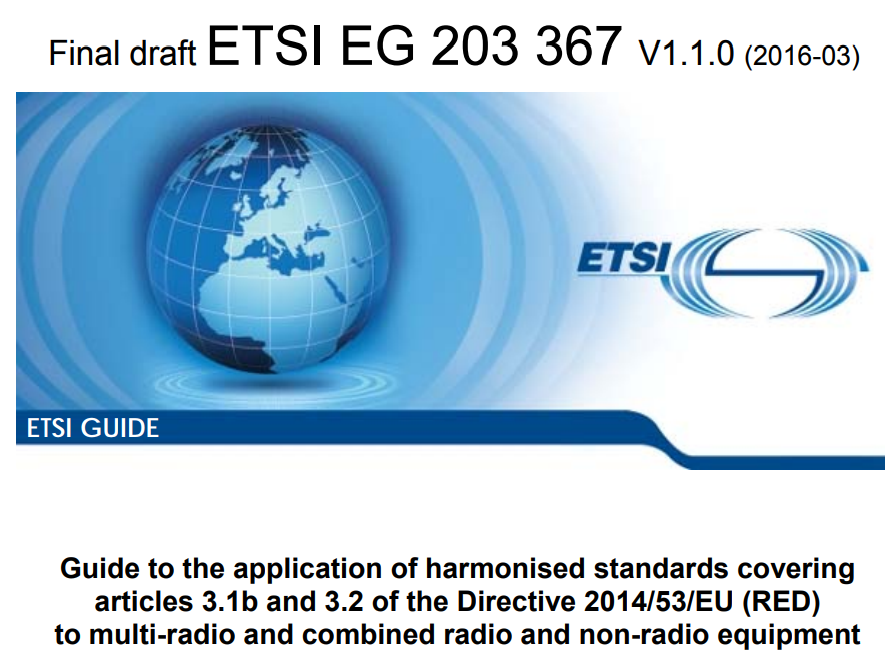 Final draft ETSI EG 203 367 V1.1.0 (2016-03)
ETSI
ETSI GUIDE
Guide to the application of harmonised standards covering
articles 3.1b and 3.2 of the Directive 2014/53/EU (RED)
to multi-radio and combined radio and non-radio equipment